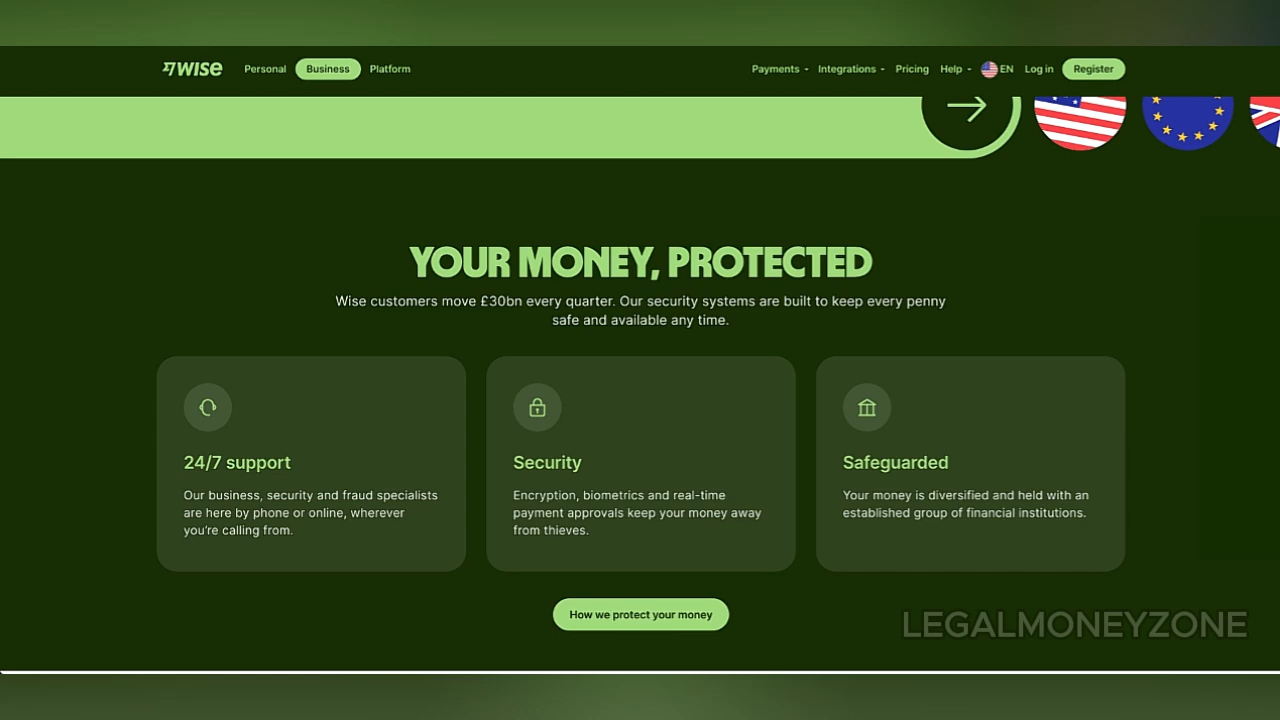 WISE
Personal
Business
Platform
Payments
Integrations
Pricing
Help
EN
Log in
Register
YOUR MONEY, PROTECTED
Wise customers move £30bn every quarter. Our security systems are built to keep every penny
safe and available any time.
24/7 support
Our business, security and fraud specialists
are here by phone or online, wherever
you're calling from.
Security
Encryption, biometrics and real-time
payment approvals keep your money away
from thieves.
Safeguarded
Your money is diversified and held with an
established group of financial institutions.
How we protect your money
LEGALMONEYZONE